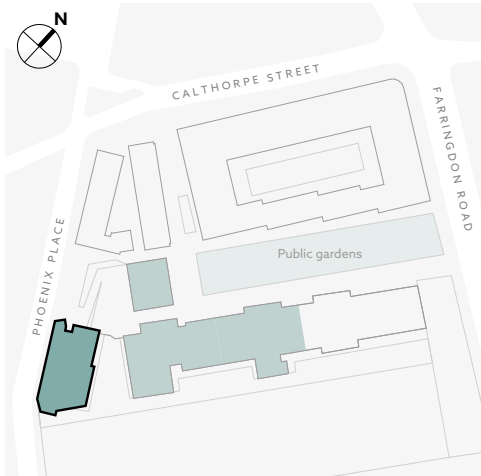 N
CALTHORPE STREET
FARRINGDON ROAD
Public gardens
PHOENIX PLACE